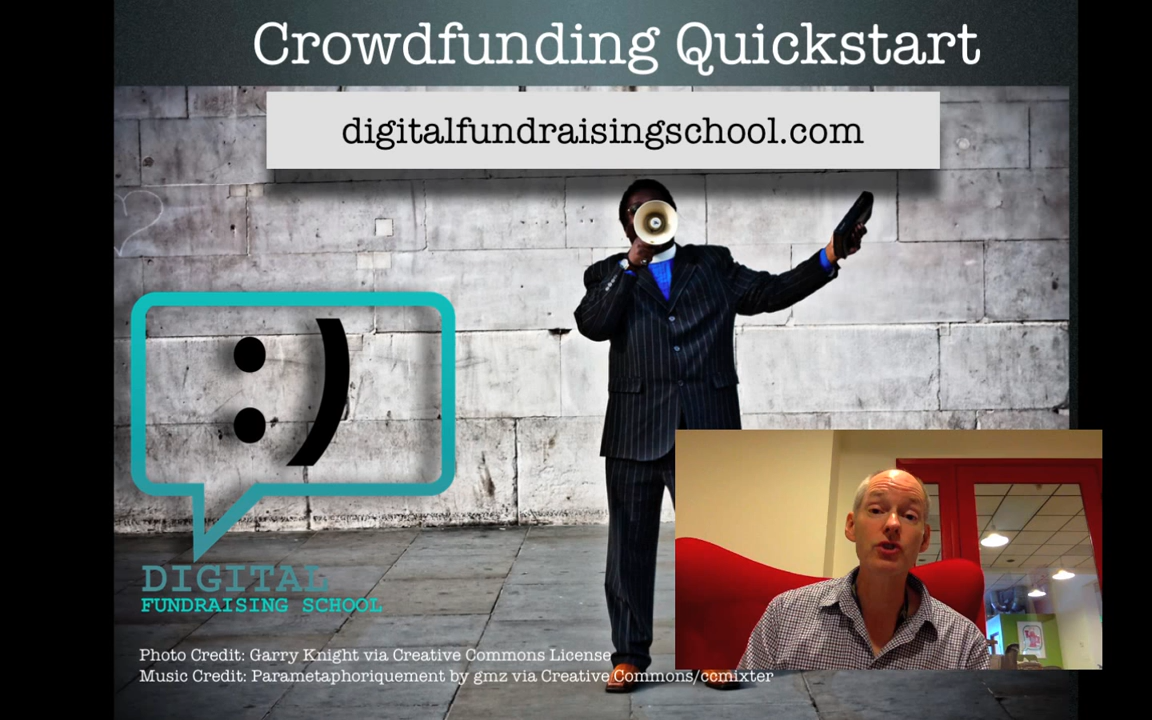 Crowdfunding Quickstart
digitalfundraisingschool.com
:)
DIGITAL
FUNDRAISING SCHOOL
Photo Credit: Garry Knight via Creative Commons License
Music Credit: Parametaphoriquement by gmz via Creative Commons/ccmixter